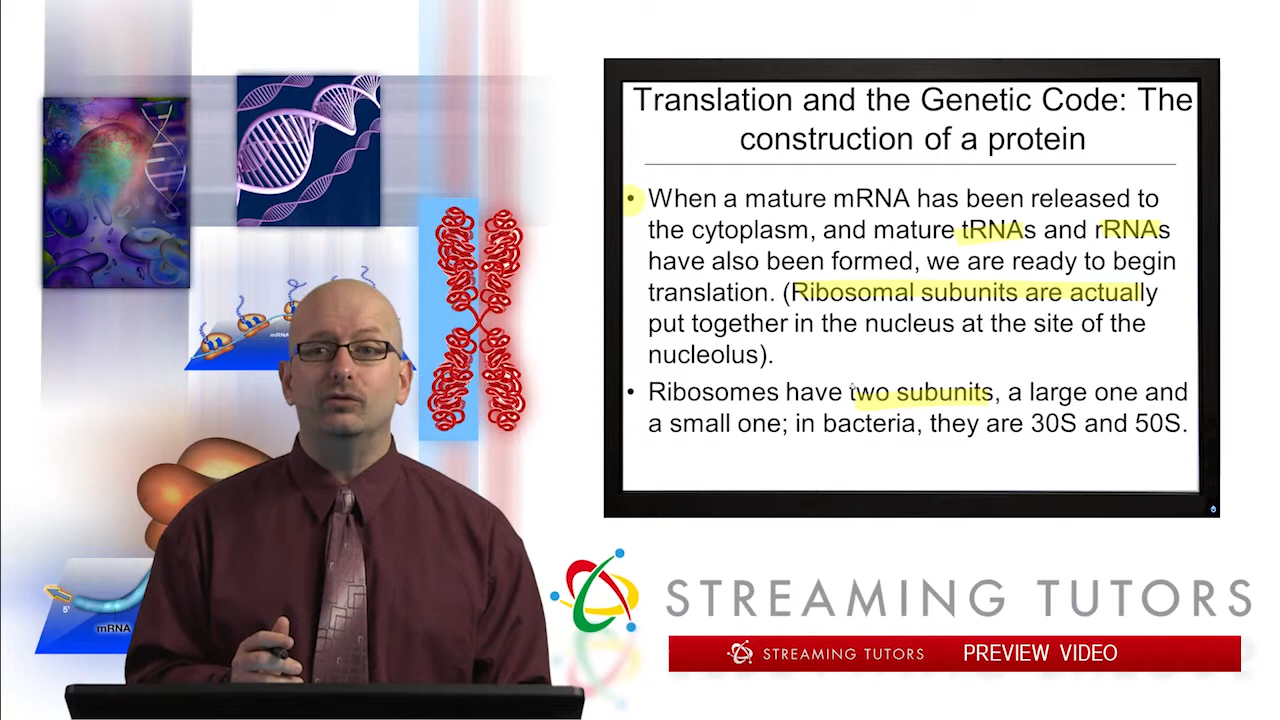 Translation and the Genetic Code: The
construction of a protein
• When a mature mRNA has been released to
the cytoplasm, and mature tRNAs and rRNAs
have also been formed, we are ready to begin
translation. (Ribosomal subunits are actually
put together in the nucleus at the site of the
nucleolus).
• Ribosomes have two subunits, a large one and
a small one; in bacteria, they are 30S and 50S.
mRNA
5'
mRNA
STREAMING TUTORS
STREAMING TUTORS PREVIEW VIDEO